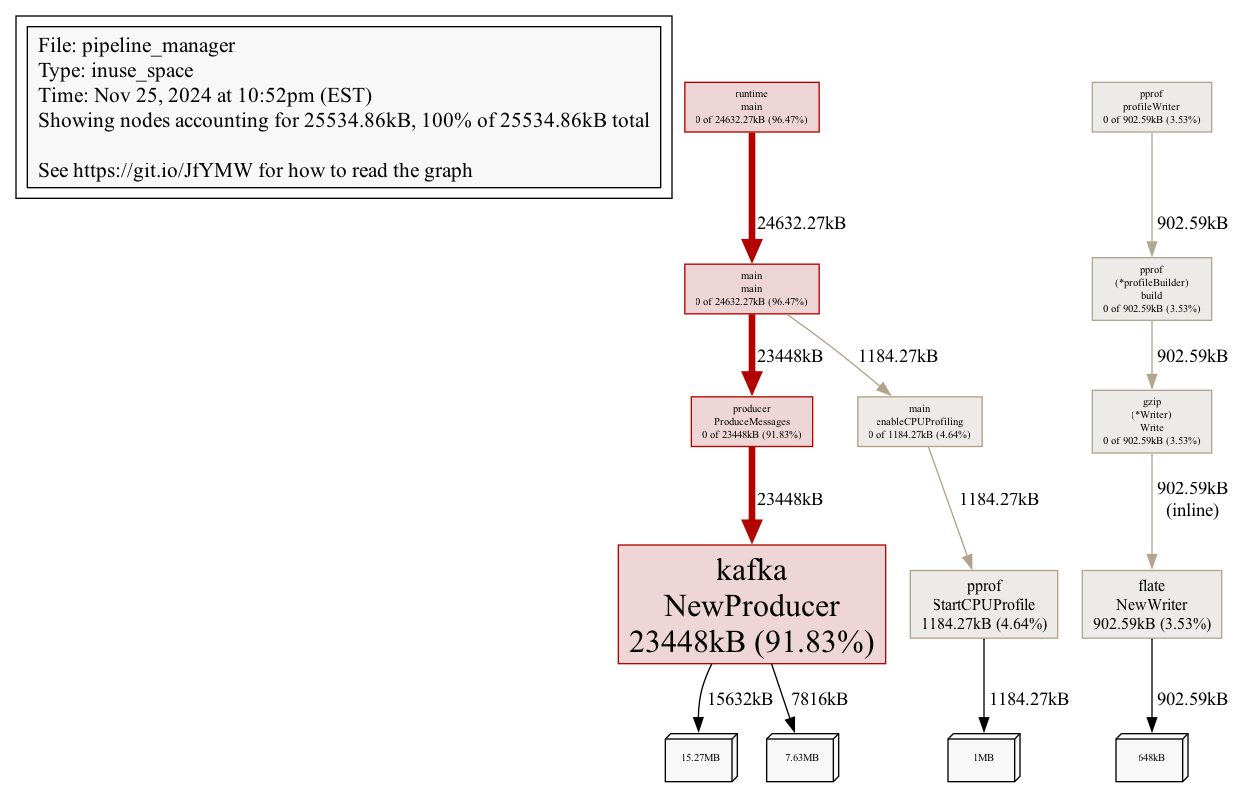 File: pipeline_manager
Type: inuse_space
Time: Nov 25, 2024 at 10:52pm (EST)
Showing nodes accounting for 25534.86kB, 100% of 25534.86kB total
See https://git.io/JfYMW for how to read the graph
runtime
main
0 of 24632.27kB (96.47%)
pprof
profileWriter
0 of 902.59kB (3.53%)
24632.27kB
902.59kB
main
main
0 of 24632.27kB (96.47%)
pprof
(*profileBuilder)
build
0 of 902.59kB (3.53%)
23448kB
1184.27kB
902.59kB
producer
ProduceMessages
0 of 23448kB (91.83%)
main
enableCPUProfiling
0 of 1184.27kB (4.64%)
gzip
(*Writer)
Write
0 of 902.59kB (3.53%)
23448kB
1184.27kB
902.59kB
(inline)
kafka
NewProducer
23448kB (91.83%)
pprof
StartCPUProfile
1184.27kB (4.64%)
flate
NewWriter
902.59kB (3.53%)
15632kB
7816kB
1184.27kB
902.59kB
15.27MB
7.63MB
1MB
648kB